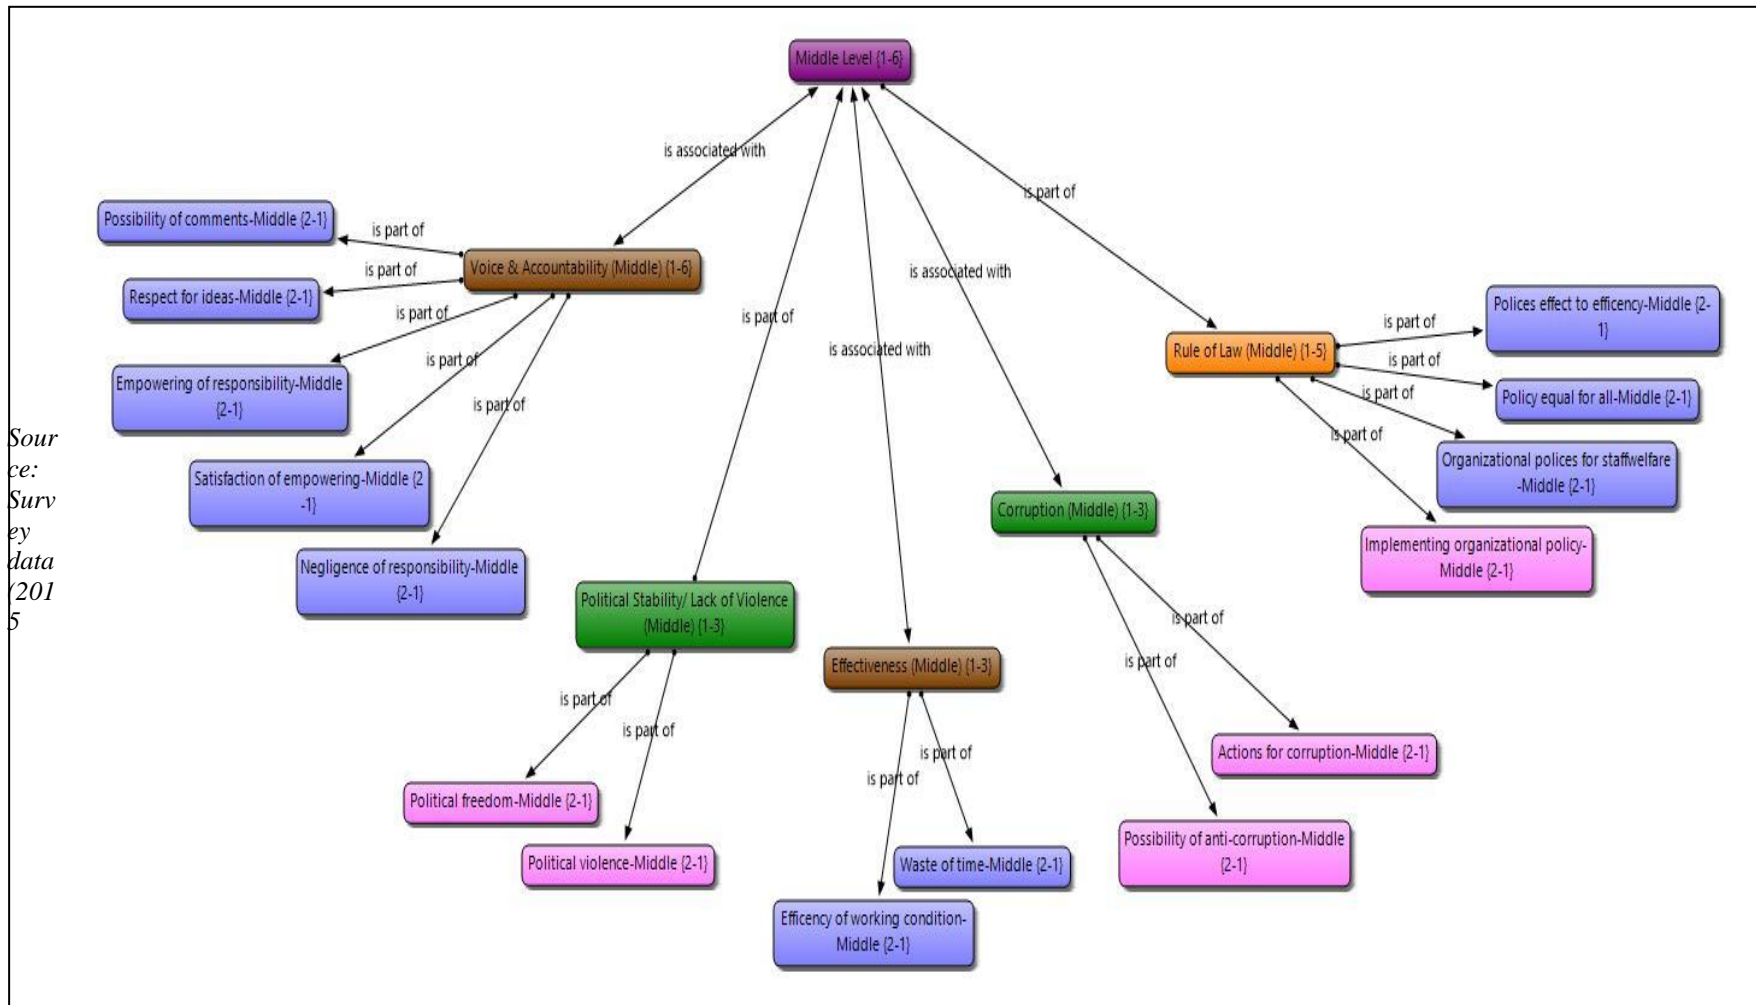 Middle Level {1-6}
is associated with
is part of
Possibility of comments-Middle {2-1}
is part of
Voice & Accountability (Middle) {1-6}
is part of
Respect for ideas-Middle {2-1}
is associated with
is part of
Polices effect to efficency-Middle {2-
1}
is part of
is part of
is part of
is associated with
Rule of Law (Middle) {1-5}
is part of
is part of
Empowering of responsibility-Middle
{2-1}
is part of
is part of
Policy equal for all-Middle {2-1}
is part of
Sour
ce:
Surv
ey
data
(201
5
Satisfaction of empowering-Middle {2
-1}
Organizational polices for staffwelfare
-Middle {2-1}
Corruption (Middle) {1-3}
Negligence of responsibility-Middle
{2-1}
Implementing organizational policy-
Middle {2-1}
Political Stability/ Lack of Violence
(Middle) {1-3}
is part of
Effectiveness (Middle) {1-3}
is part of
is part of
is part of
is part of
is part of
Actions for corruption-Middle {2-1}
Political freedom-Middle {2-1}
Possibility of anti-corruption-Middle
{2-1}
Political violence-Middle {2-1}
Waste of time-Middle {2-1}
Efficency of working condition-
Middle {2-1}